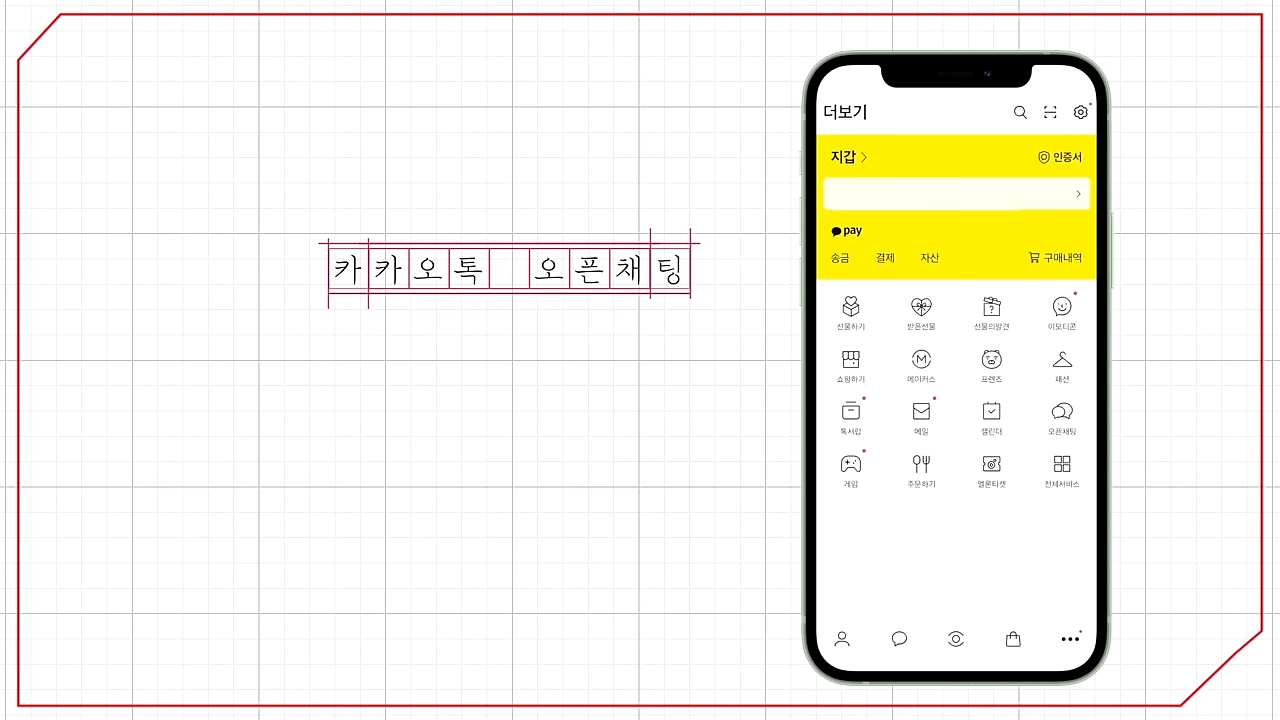 카카오톡 오픈채팅
더보기
지갑 인증서
pay
송금 결제 자산 구매내역
선물하기 받은선물 선물의발견 이모티콘
쇼핑하기 메이커스 프렌즈 패션
톡서랍 메일 캘린더 오픈채팅
게임 주문하기 멜론티켓 전체서비스